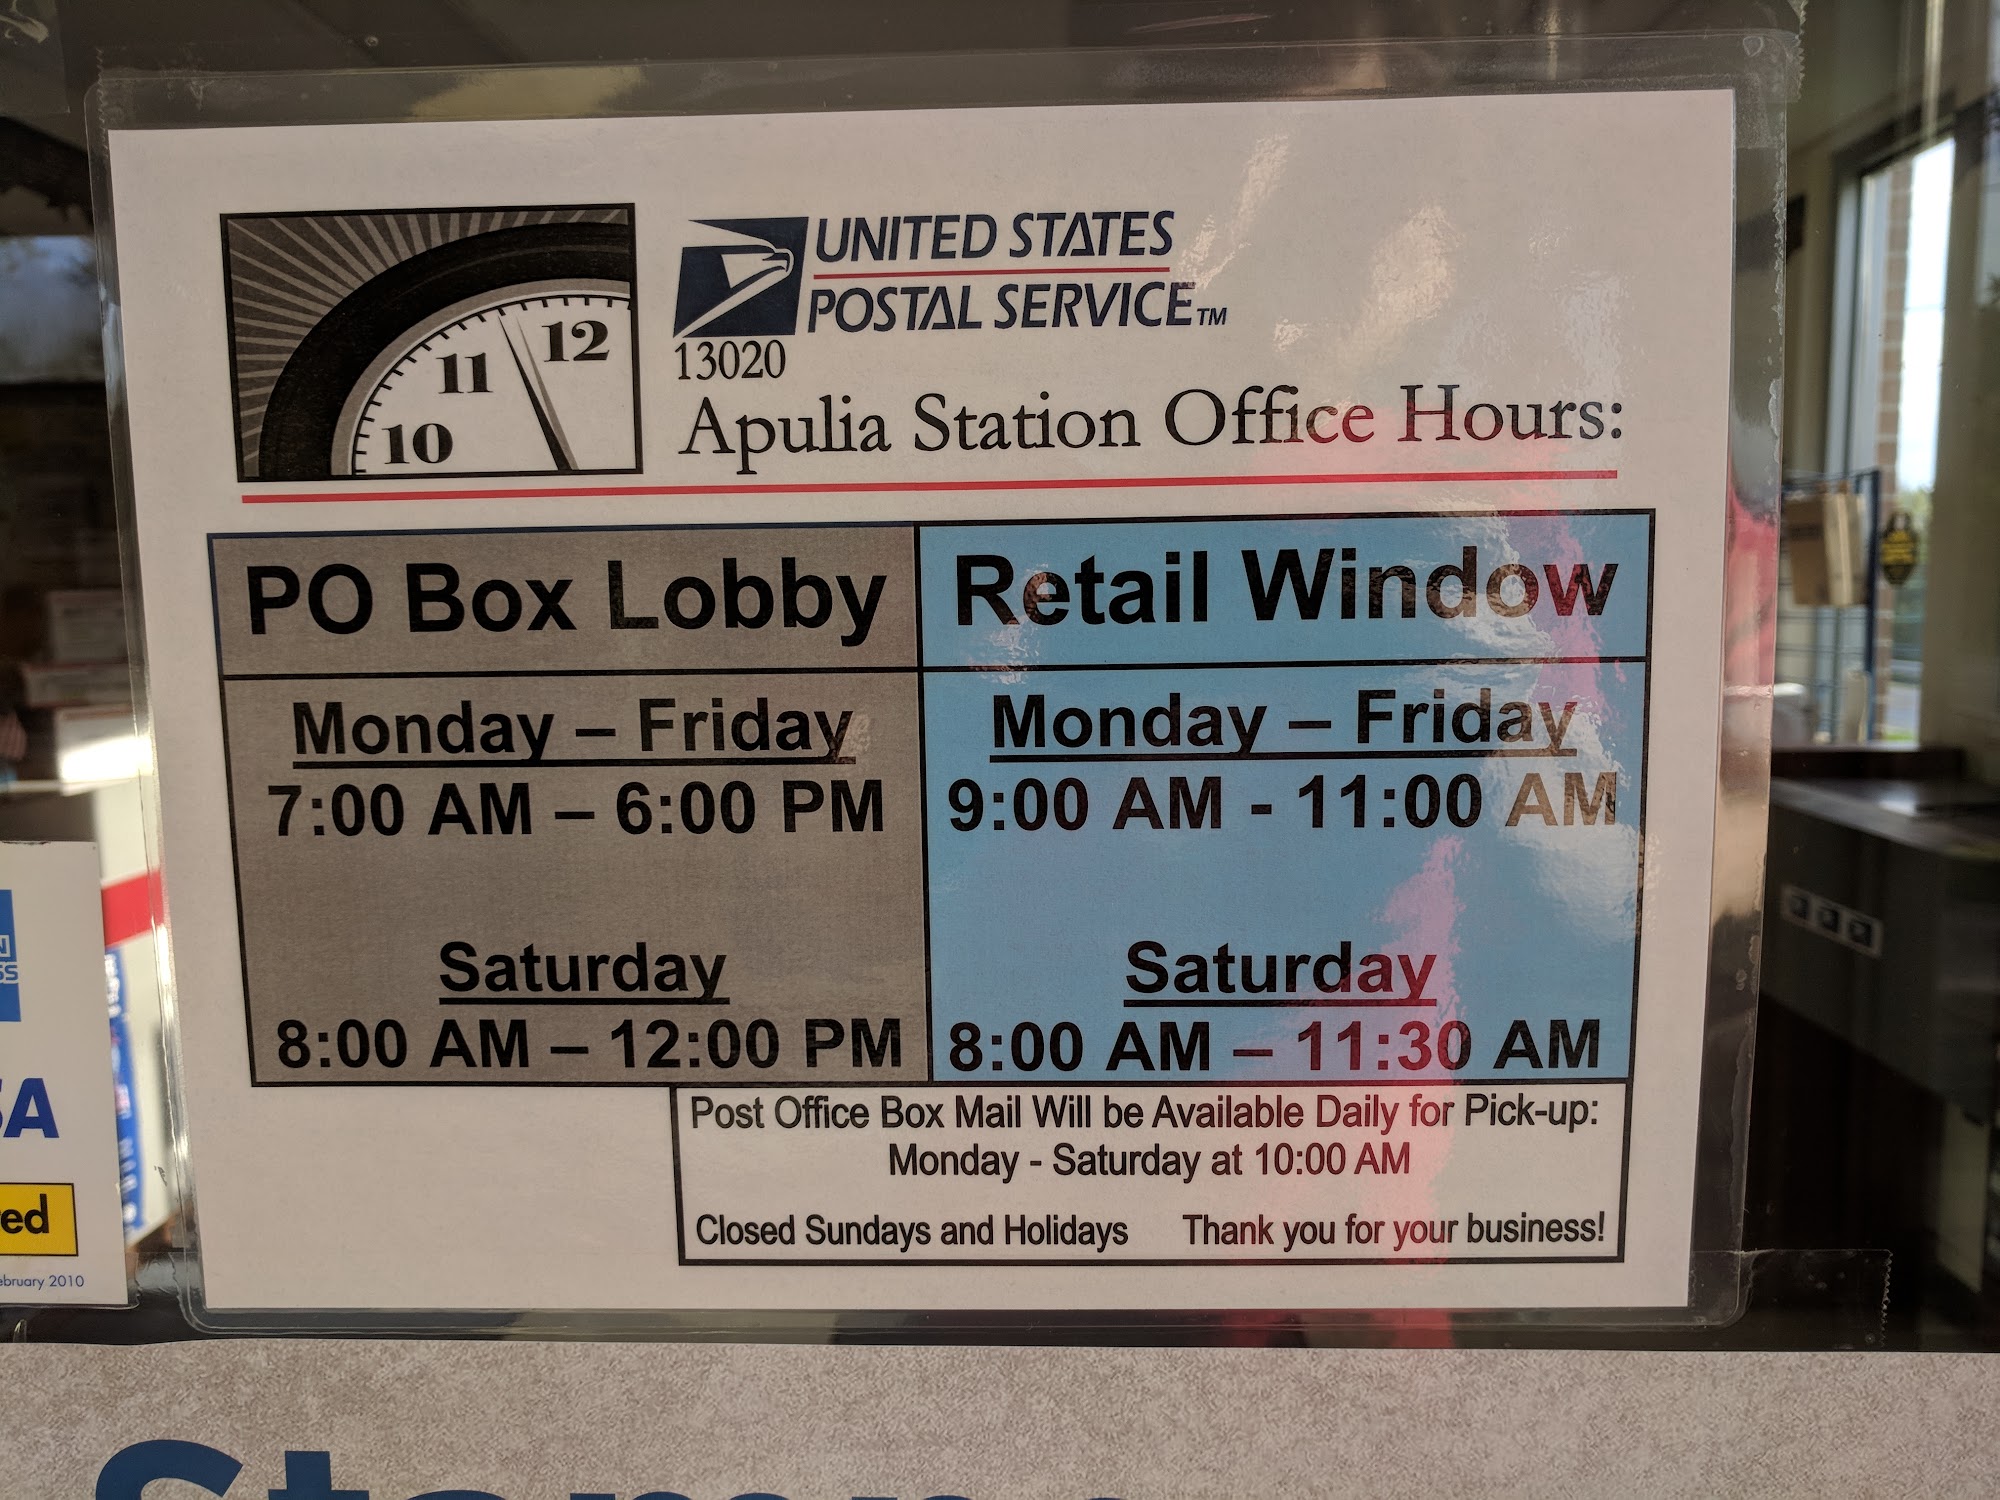 10
11
12
UNITED STATES
POSTAL SERVICE™
13020
Apulia Station Office Hours:
PO Box Lobby
Monday – Friday
7:00 AM – 6:00 PM
Saturday
8:00 AM – 12:00 PM
Retail Window
Monday – Friday
9:00 AM - 11:00 AM
Saturday
8:00 AM – 11:30 AM
Post Office Box Mail Will be Available Daily for Pick-up:
Monday - Saturday at 10:00 AM
Closed Sundays and Holidays Thank you for your business!
2010